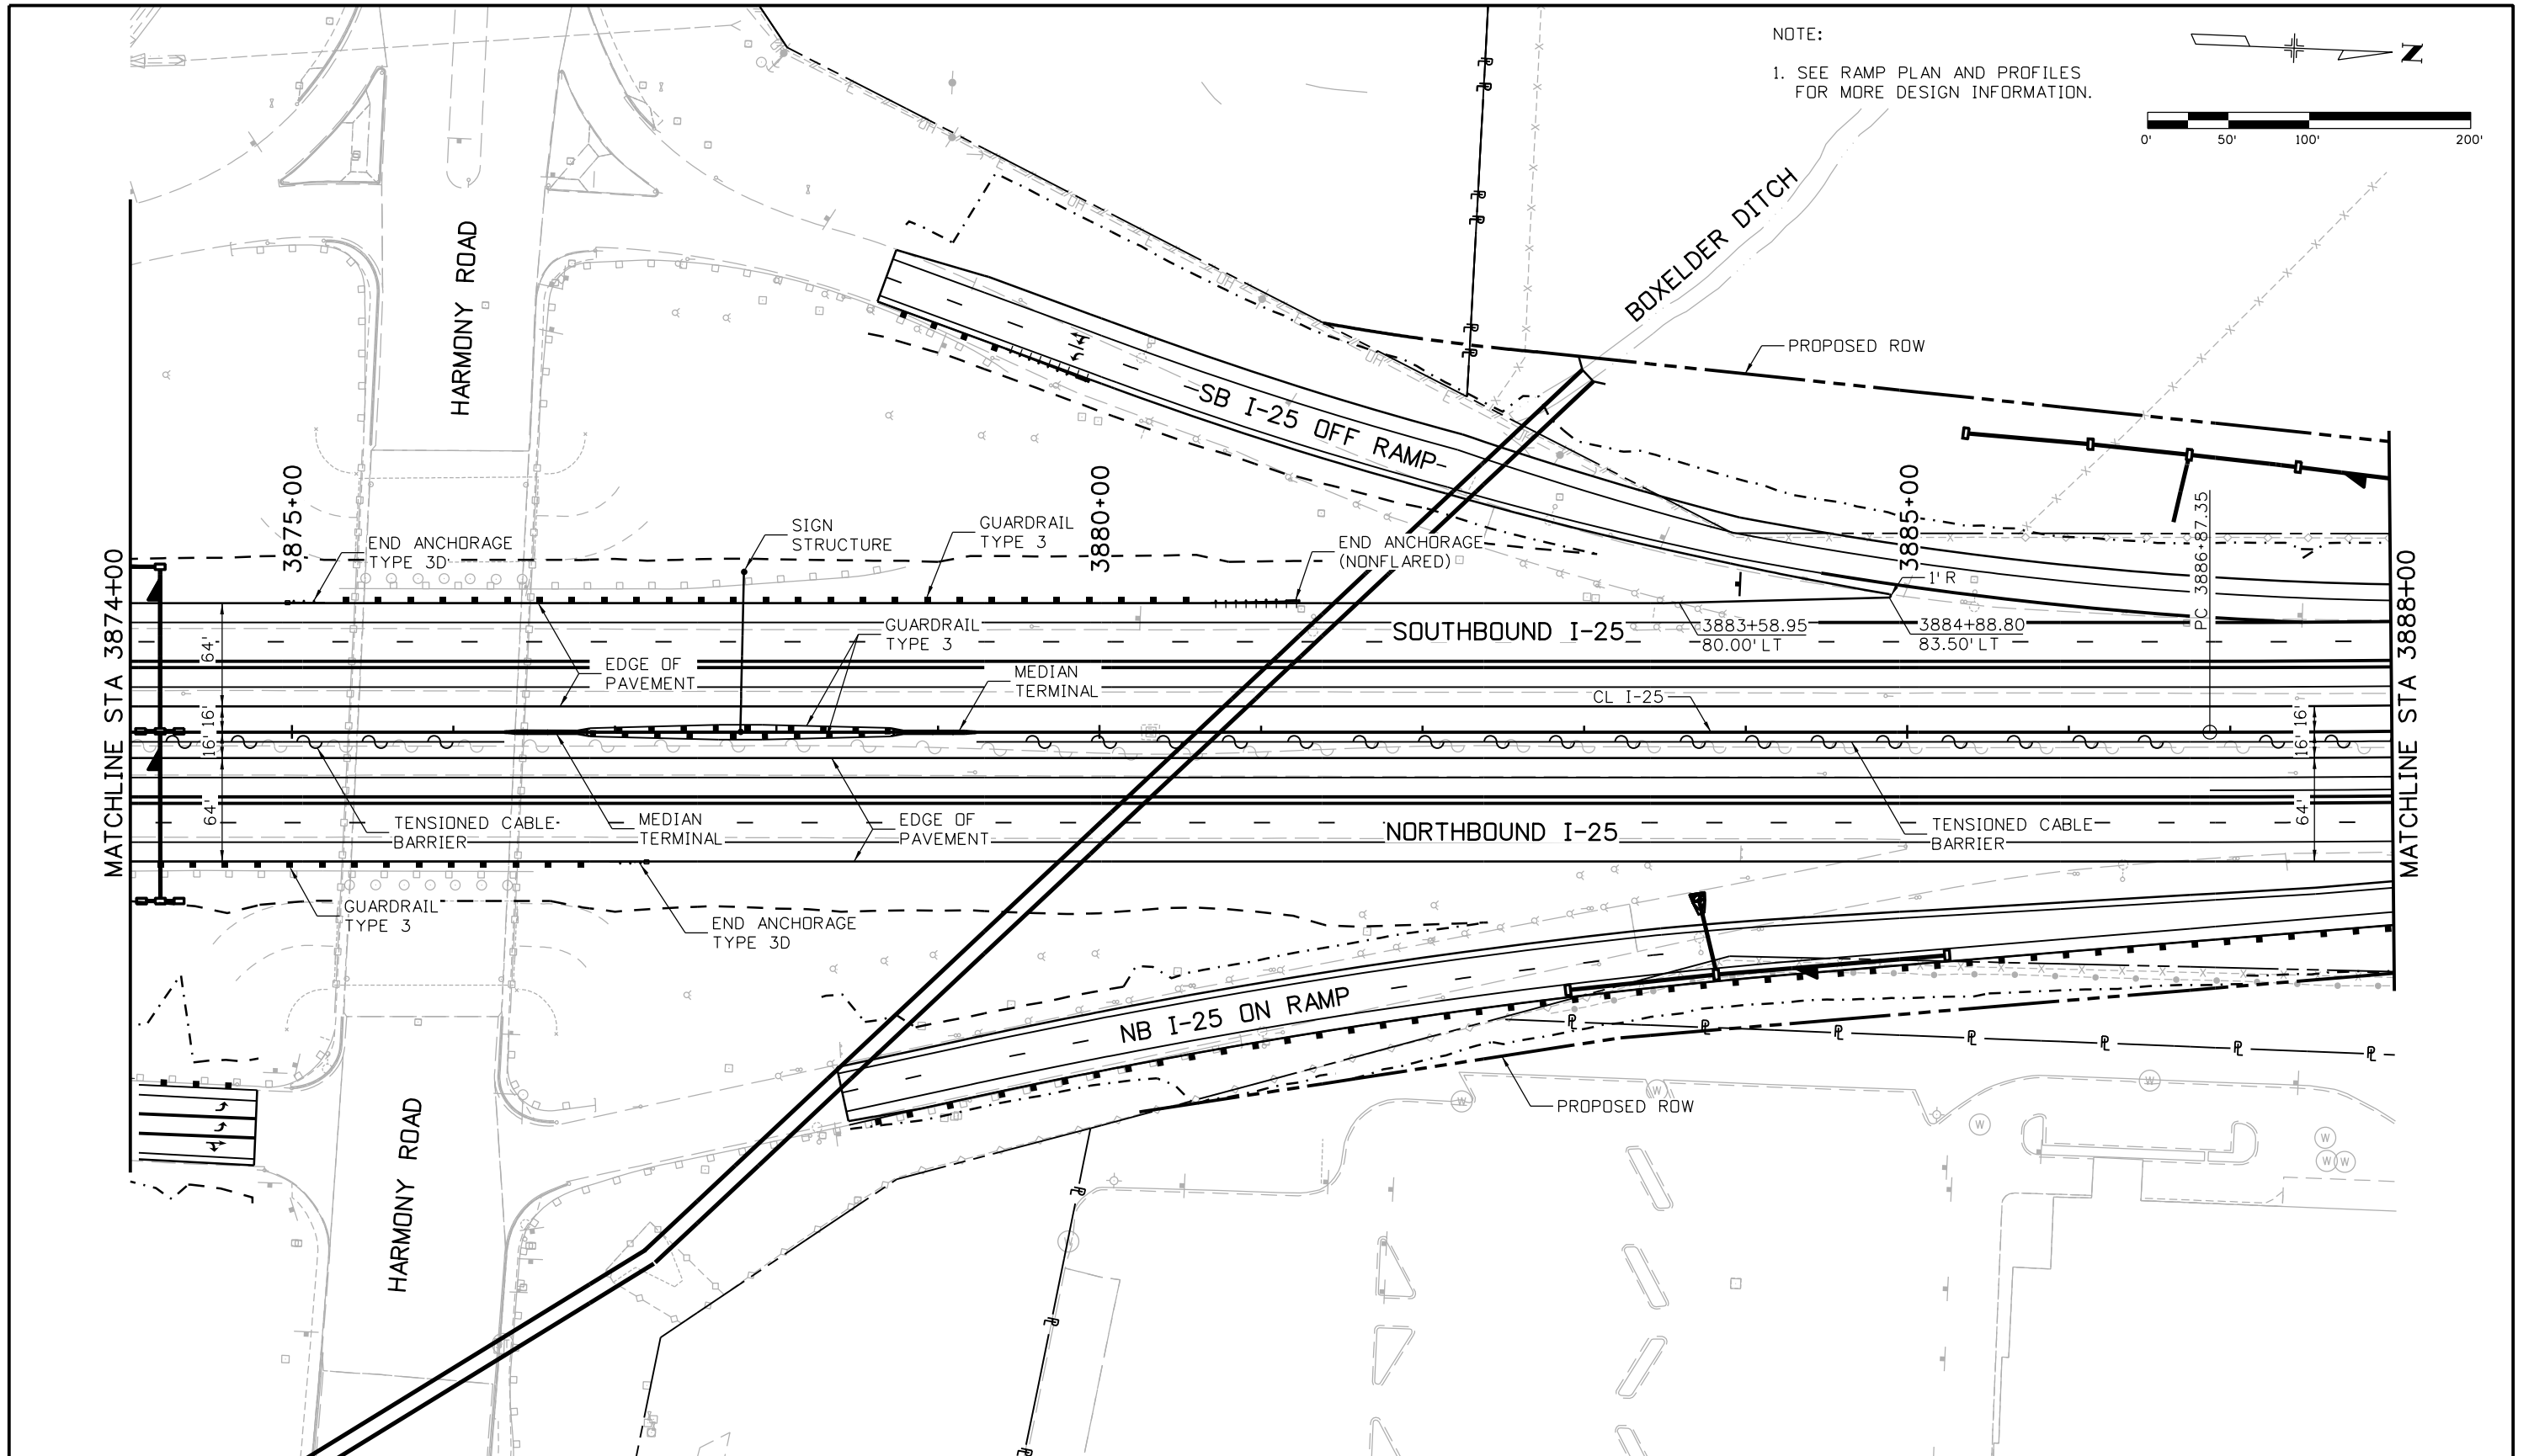 NOTE:
1. SEE RAMP PLAN AND PROFILES
FOR MORE DESIGN INFORMATION.
N
0' 50' 100' 200'
HARMONY ROAD
BOXELDER DITCH
PROPOSED ROW
SB I-25 OFF RAMP
MATCHLINE STA 3874+00
3875+00
END ANCHORAGE
TYPE 3D
SIGN
STRUCTURE
GUARDRAIL
TYPE 3
3880+00
END ANCHORAGE
(NONFLARED)
3885+00
1' R
PC 3886+87.35
MATCHLINE STA 3888+00
64'
EDGE OF
PAVEMENT
GUARDRAIL
TYPE 3
MEDIAN
TERMINAL
SOUTHBOUND I-25
3883+58.95
80.00' LT
3884+88.80
83.50' LT
CL I-25
16' 16'
16' 16'
64'
64'
TENSIONED CABLE
BARRIER
MEDIAN
TERMINAL
EDGE OF
PAVEMENT
NORTHBOUND I-25
TENSIONED CABLE
BARRIER
GUARDRAIL
TYPE 3
END ANCHORAGE
TYPE 3D
NB I-25 ON RAMP
PROPOSED ROW
HARMONY ROAD